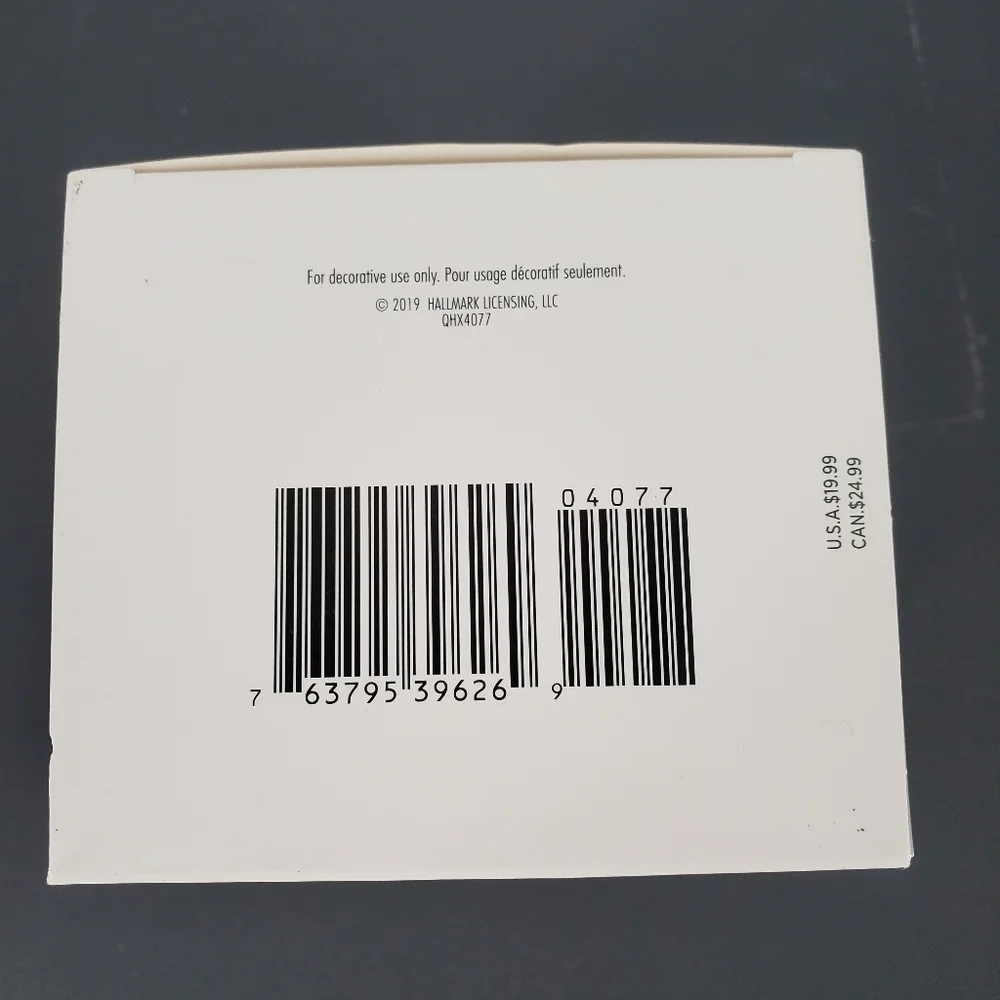 For decorative use only. Pour usage décoratif seulement.
© 2019 HALLMARK LICENSING, LLC
QHX4077
U.S.A.$19.99
CAN.$24.99
04077
7 63795 39626 9